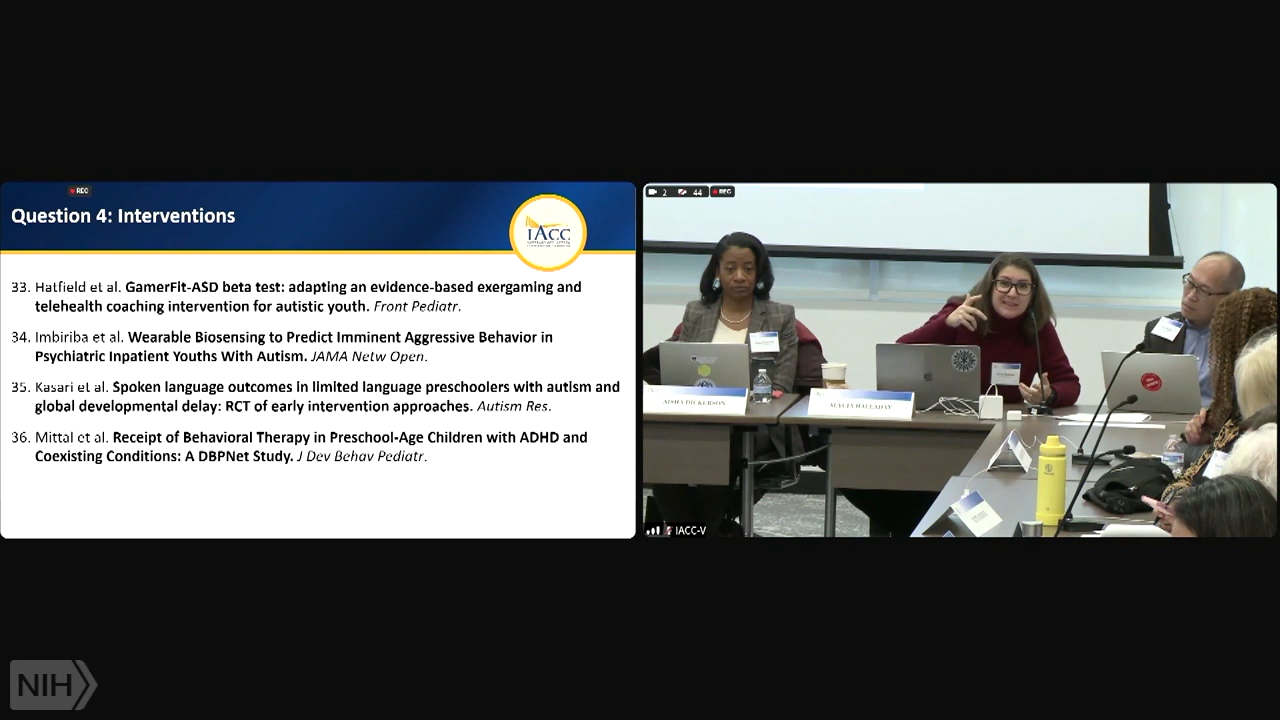 REC
Question 4: Interventions
IACC
33. Hatfield et al. GamerFit-ASD beta test: adapting an evidence-based exergaming and
telehealth coaching intervention for autistic youth. Front Pediatr.
34. Imbiriba et al. Wearable Biosensing to Predict Imminent Aggressive Behavior in
Psychiatric Inpatient Youths With Autism. JAMA Netw Open.
35. Kasari et al. Spoken language outcomes in limited language preschoolers with autism and
global developmental delay: RCT of early intervention approaches. Autism Res.
36. Mittal et al. Receipt of Behavioral Therapy in Preschool-Age Children with ADHD and
Coexisting Conditions: A DBPNet Study. J Dev Behav Pediatr.
2 44 REC
AISHA DICKERSON
ALYCIA HALLADAY
IACC-V
NIH